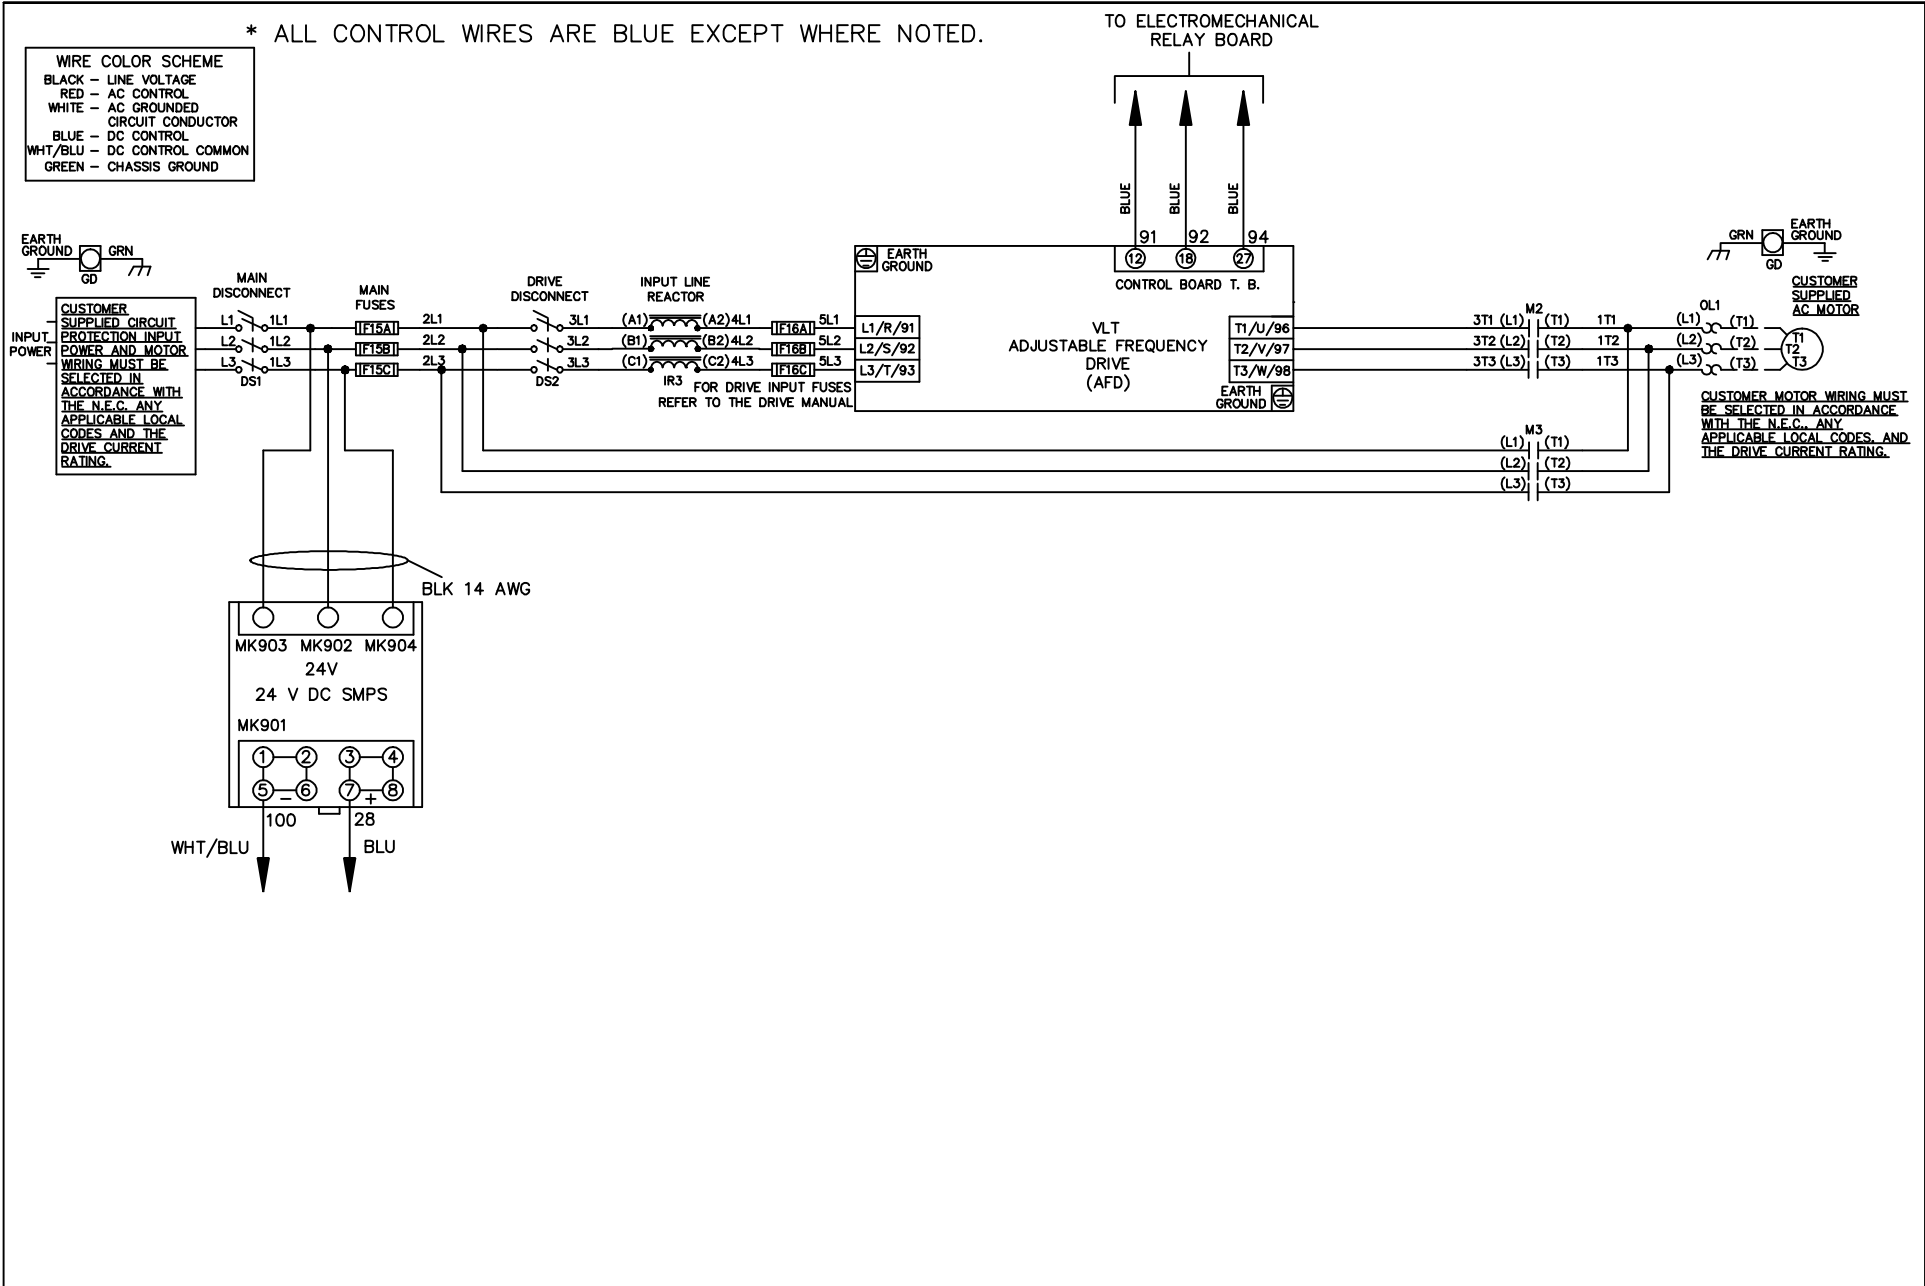 * ALL CONTROL WIRES ARE BLUE EXCEPT WHERE NOTED.
WIRE COLOR SCHEME
BLACK – LINE VOLTAGE
RED – AC CONTROL
WHITE – AC GROUNDED
CIRCUIT CONDUCTOR
BLUE – DC CONTROL
WHT/BLU – DC CONTROL COMMON
GREEN – CHASSIS GROUND
TO ELECTROMECHANICAL
RELAY BOARD
BLUE
BLUE
BLUE
91 92 94
12 18 27
CONTROL BOARD T. B.
EARTH
GROUND
GRN
GD
INPUT
POWER
CUSTOMER
SUPPLIED CIRCUIT
PROTECTION INPUT
POWER AND MOTOR
WIRING MUST BE
SELECTED IN
ACCORDANCE WITH
THE N.E.C. ANY
APPLICABLE LOCAL
CODES AND THE
DRIVE CURRENT
RATING.
MAIN
DISCONNECT
L1 1L1
L2 1L2
L3 1L3
DS1
MAIN
FUSES
F15A
F15B
F15C
2L1
2L2
2L3
DRIVE
DISCONNECT
3L1
3L2
3L3
DS2
INPUT LINE
REACTOR
(A1) (A2) 4L1
(B1) (B2) 4L2
(C1) (C2) 4L3
IR3
F16A 5L1
F16B 5L2
F16C 5L3
FOR DRIVE INPUT FUSES
REFER TO THE DRIVE MANUAL
EARTH
GROUND
L1/R/91
L2/S/92
L3/T/93
VLT
ADJUSTABLE FREQUENCY
DRIVE
(AFD)
T1/U/96
T2/V/97
T3/W/98
EARTH
GROUND
M2
3T1 (L1) (T1) 1T1
3T2 (L2) (T2) 1T2
3T3 (L3) (T3) 1T3
M3
(L1) (T1)
(L2) (T2)
(L3) (T3)
OL1
(L1) (T1)
(L2) (T2)
(L3) (T3)
T1
T2
T3
GRN
EARTH
GROUND
GD
CUSTOMER
SUPPLIED
AC MOTOR
CUSTOMER MOTOR WIRING MUST
BE SELECTED IN ACCORDANCE
WITH THE N.E.C., ANY
APPLICABLE LOCAL CODES, AND
THE DRIVE CURRENT RATING.
BLK 14 AWG
MK903 MK902 MK904
24V
24 V DC SMPS
MK901
1 2 3 4
5 6 7 8
– +
100 28
WHT/BLU BLU